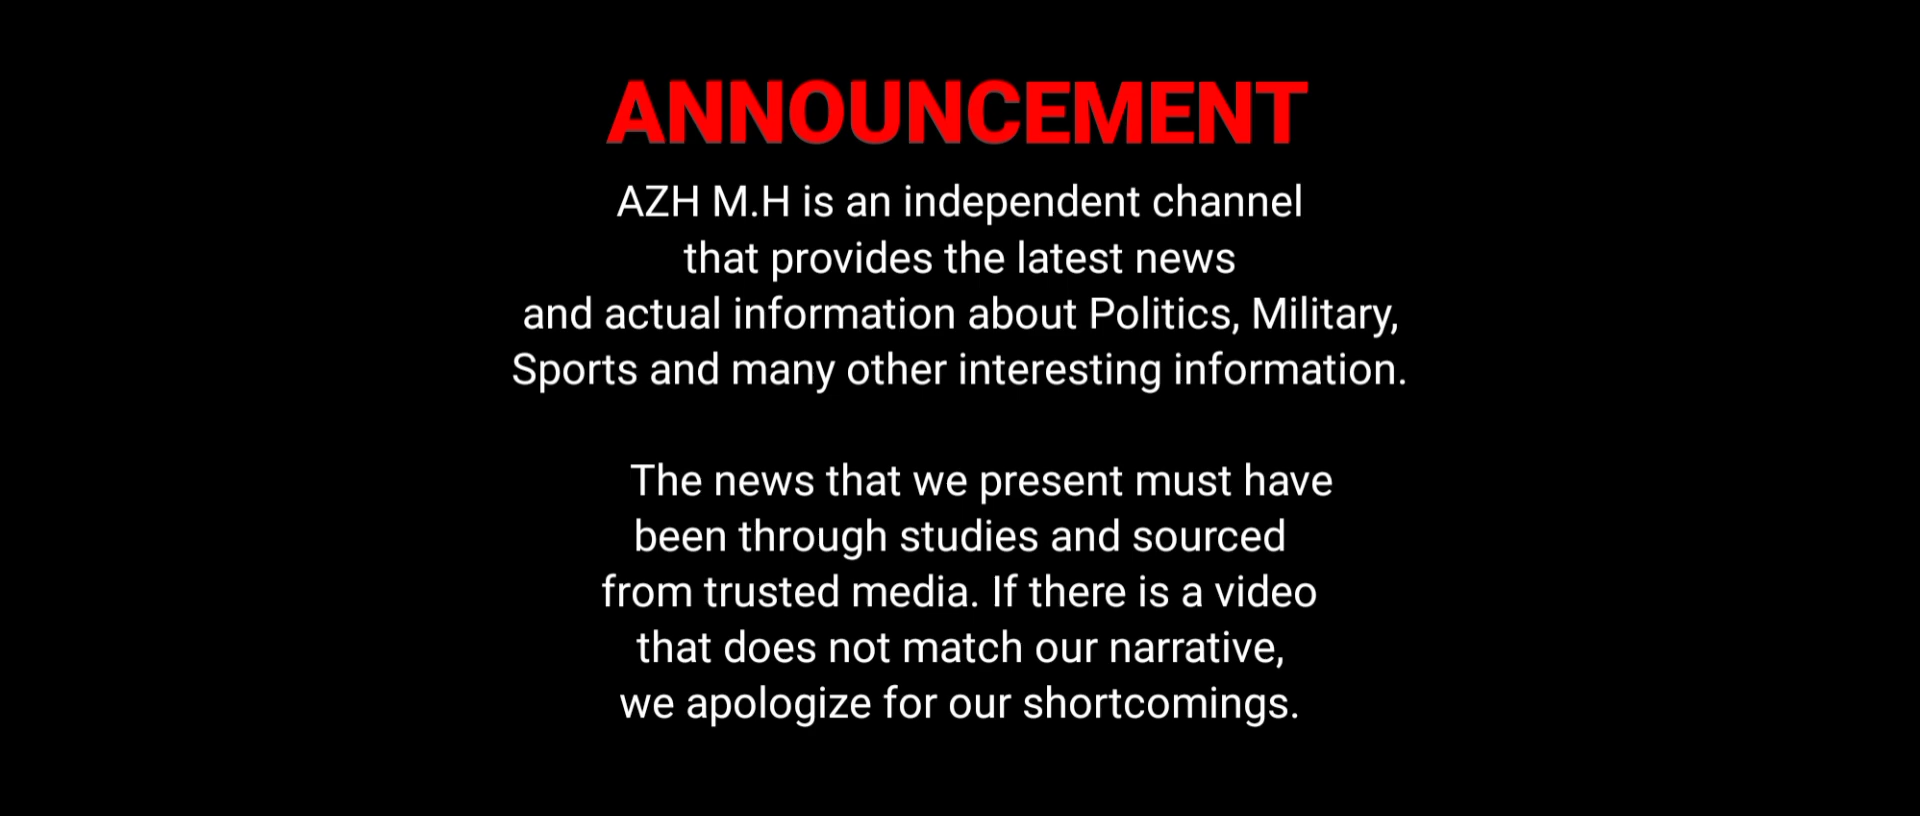 ANNOUNCEMENT
AZH M.H is an independent channel
that provides the latest news
and actual information about Politics, Military,
Sports and many other interesting information.
The news that we present must have
been through studies and sourced
from trusted media. If there is a video
that does not match our narrative,
we apologize for our shortcomings.